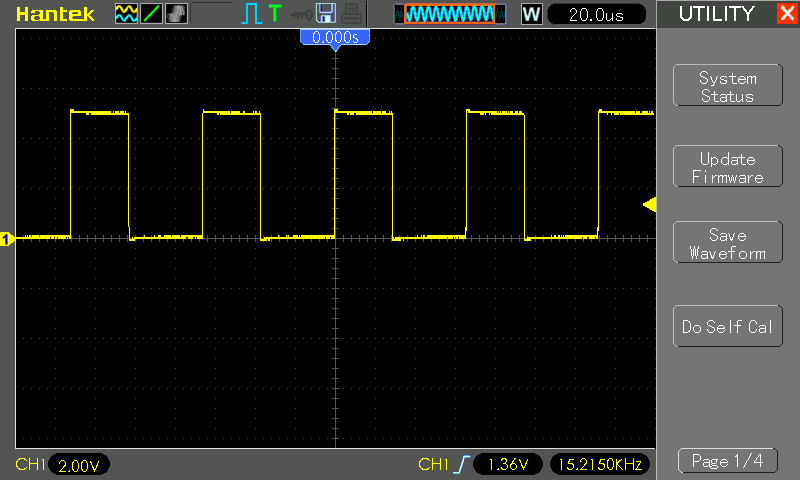 Hantek
T
W
20.0us
UTILITY
0.000s
System
Status
Update
Firmware
1
Save
Waveform
Do Self Cal
CH1 2.00V
CH1 1.36V 15.2150KHz
Page 1/4